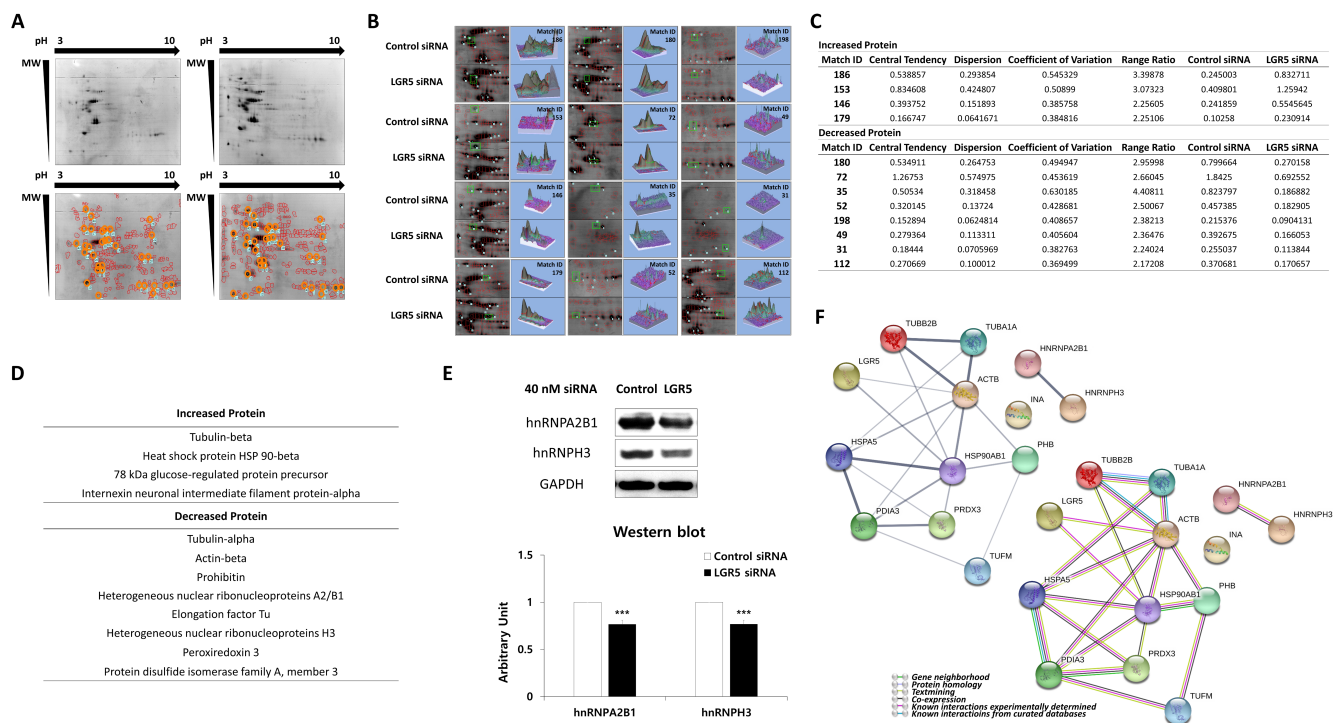 A
pH 3 10
MW
pH 3 10
MW
3 10
MW
3 10
MW
B
Control siRNA
LGR5 siRNA
Match ID 186
Match ID 180
Match ID 198
Control siRNA
LGR5 siRNA
Match ID 153
Match ID 72
Match ID 49
Control siRNA
LGR5 siRNA
Match ID 146
Match ID 35
Match ID 31
Control siRNA
LGR5 siRNA
Match ID 179
Match ID 52
Match ID 112
C
Increased Protein
Match ID Central Tendency Dispersion Coefficient of Variation Range Ratio Control siRNA LGR5 siRNA
186 0.538857 0.293854 0.545329 3.39878 0.245003 0.832711
153 0.834608 0.424807 0.50899 3.07323 0.409801 1.25942
146 0.393752 0.151893 0.385758 2.25605 0.241859 0.5545645
179 0.166747 0.0641671 0.384816 2.25106 0.10258 0.230914
Decreased Protein
Match ID Central Tendency Dispersion Coefficient of Variation Range Ratio Control siRNA LGR5 siRNA
180 0.534911 0.264753 0.494947 2.95998 0.799664 0.270158
72 1.26753 0.574975 0.453619 2.66045 1.8425 0.692552
35 0.50534 0.318458 0.630185 4.40811 0.823797 0.186882
52 0.320145 0.13724 0.428681 2.50067 0.457385 0.182905
198 0.152894 0.0624814 0.408657 2.38213 0.215376 0.0904131
49 0.279364 0.113311 0.405604 2.36476 0.392675 0.166053
31 0.18444 0.0705969 0.382763 2.24024 0.255037 0.113844
112 0.270669 0.100012 0.369499 2.17208 0.370681 0.170657
D
Increased Protein
Tubulin-beta
Heat shock protein HSP 90-beta
78 kDa glucose-regulated protein precursor
Internexin neuronal intermediate filament protein-alpha
Decreased Protein
Tubulin-alpha
Actin-beta
Prohibitin
Heterogeneous nuclear ribonucleoproteins A2/B1
Elongation factor Tu
Heterogeneous nuclear ribonucleoproteins H3
Peroxiredoxin 3
Protein disulfide isomerase family A, member 3
E
40 nM siRNA Control LGR5
hnRNPA2B1
hnRNPH3
GAPDH
Western blot
Control siRNA
LGR5 siRNA
Arbitrary Unit
1.5
1
0.5
0
***
***
hnRNPA2B1
hnRNPH3
F
TUBB2B
TUBA1A
LGR5
HNRNPA2B1
ACTB
HNRNPH3
INA
HSPA5
HSP90AB1
PHB
PDIA3
PRDX3
TUFM
TUBB2B
TUBA1A
LGR5
HNRNPA2B1
ACTB
HNRNPH3
INA
HSPA5
HSP90AB1
PHB
PDIA3
PRDX3
TUFM
Gene neighborhood
Protein homology
Textmining
Co-expression
Known interactions experimentally determined
Known interactioins from curated databases